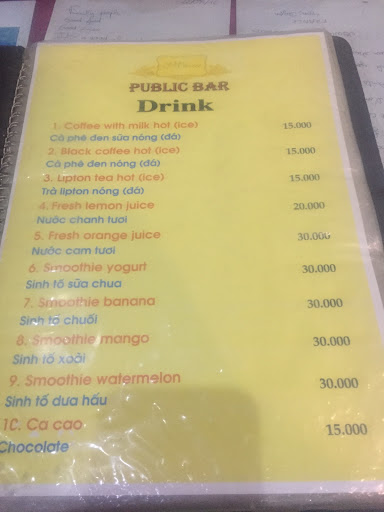 Menu
PUBLIC BAR
Drink
1. Coffee with milk hot (ice) 15.000
Cà phê đen sữa nóng (đá)
2. Black coffee hot (ice) 15.000
Cà phê đen nóng (đá)
3. Lipton tea hot (ice) 15.000
Trà lipton nóng (đá)
4. Fresh lemon juice 20.000
Nước chanh tươi
5. Fresh orange juice 30.000
Nước cam tươi
6. Smoothie yogurt 30.000
Sinh tố sữa chua
7. Smoothie banana 30.000
Sinh tố chuối
8. Smoothie mango 30.000
Sinh tố xoài
9. Smoothie watermelon 30.000
Sinh tố dưa hấu
10. Ca cao 15.000
Chocolate